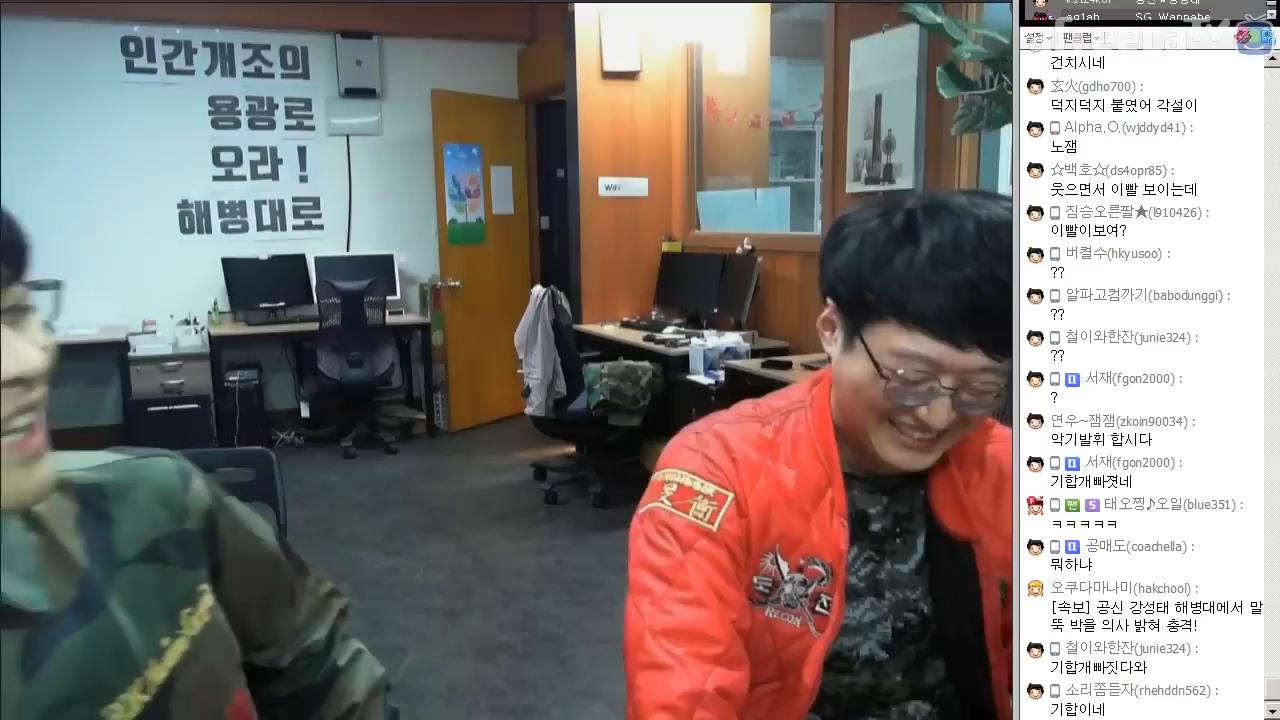 인간개조의
용광로
오라 !
해병대로
WiFi
RECON
설정
팬클럽
건치시네
玄火(gdho700) :
덕지덕지 붙였어 각설이
Alpha.O.(wjddyd41) :
노잼
☆백호☆(ds4opr85) :
웃으면서 이빨 보이는데
짐승오른팔★(l910426) :
이빨이보여?
버켤수(hkyusoo) :
??
알파고컴까기(babodunggi) :
??
철이와한잔(junie324) :
??
서재(fgon2000) :
?
연우~잼잼(zkoin90034) :
악기발휘 합시다
서재(fgon2000) :
기합개빠졋네
(blue351) :
ㅋㅋㅋㅋㅋ
공매도(coachella) :
뭐하냐
오쿠다마나미(hakchool) :
[속보] 공신 강성태 해병대에서 말
뚝 박을 의사 밝혀 충격!
철이와한잔(junie324) :
기합개빠짓다와
소리쫌듣자(rhehddn562) :
기햡이네